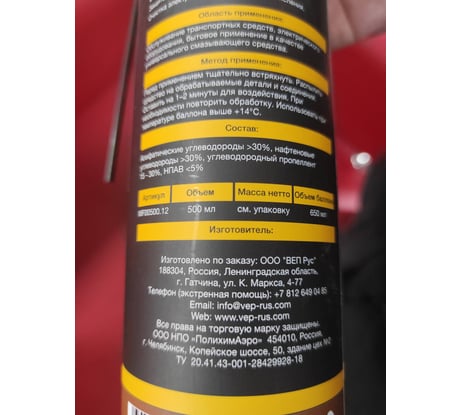 Область применения:
Обслуживание транспортных средств, электрического
оборудования, бытовое применение в качестве
универсального смазывающего средства.
Метод применения:
Перед применением тщательно встряхнуть. Распылить
средство на обрабатываемые детали и соединения.
Оставить на 1–2 минуты для воздействия. При
необходимости повторить обработку. Использовать при
температуре баллона выше +14°C.
Состав:
Алифатические углеводороды >30%, нафтеновые
углеводороды >30%, углеводородный пропеллент
15–30%, НПАВ <5%
Артикул Объем Масса нетто Объем баллона
500 мл см. упаковку 650 мл
Изготовитель:
Изготовлено по заказу: ООО "ВЕП Рус"
188304, Россия, Ленинградская область,
г. Гатчина, ул. К. Маркса, 4-77
Телефон (экстренная помощь): +7 812 649 04 85
Email: info@vep-rus.com
Web: www.vep-rus.com
Все права на торговую марку защищены.
ООО НПО «ПолихимАэро» 454010, Россия,
г. Челябинск, Копейское шоссе, 50, здание цех №2
ТУ 20.41.43-001-28429928-18